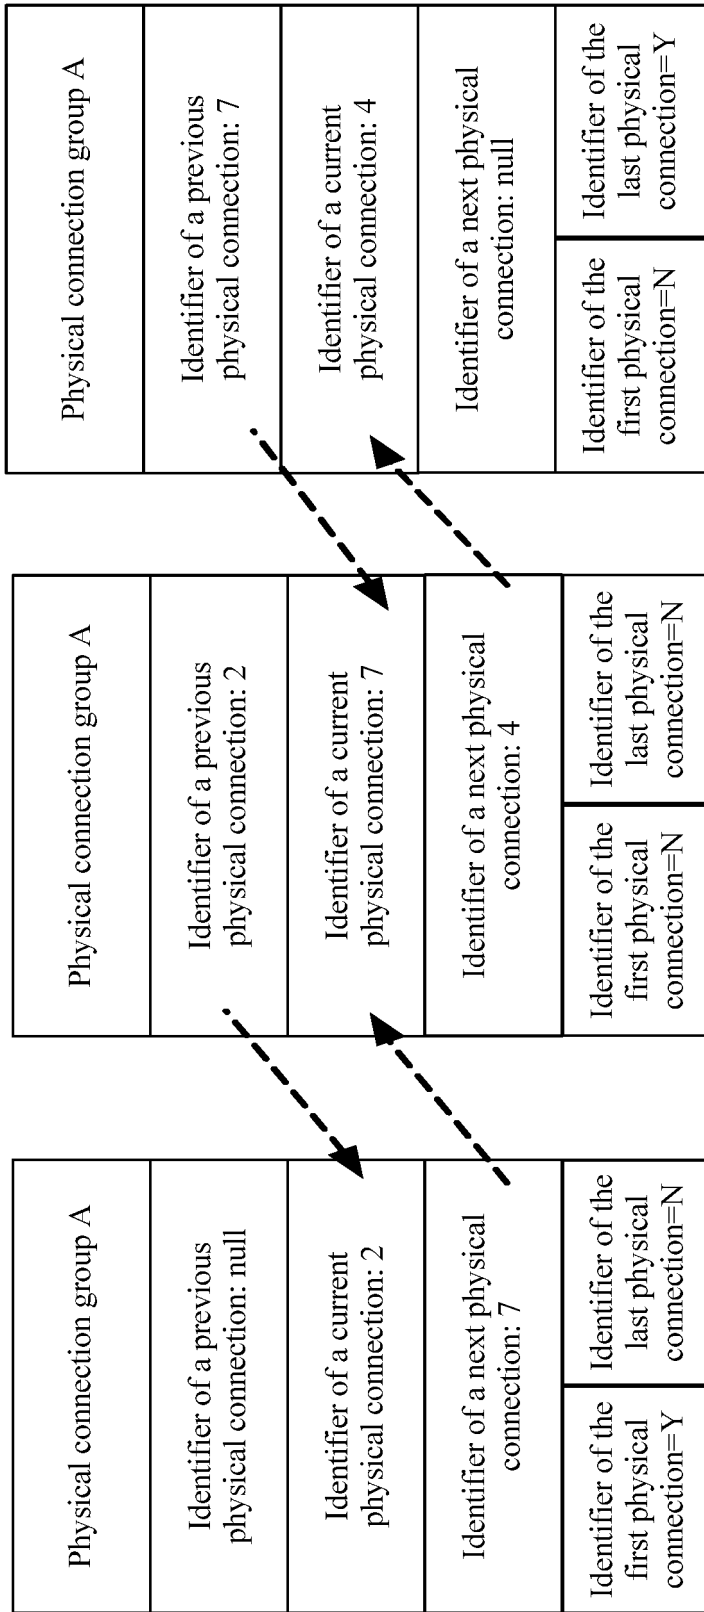 Physical connection group A
Identifier of a previous
physical connection: null
Identifier of a current
physical connection: 2
Identifier of a next physical
connection: 7
Identifier of the
first physical
connection=Y
Identifier of the
last physical
connection=N
Physical connection group A
Identifier of a previous
physical connection: 2
Identifier of a current
physical connection: 7
Identifier of a next physical
connection: 4
Identifier of the
first physical
connection=N
Identifier of the
last physical
connection=N
Physical connection group A
Identifier of a previous
physical connection: 7
Identifier of a current
physical connection: 4
Identifier of a next physical
connection: null
Identifier of the
first physical
connection=N
Identifier of the
last physical
connection=Y